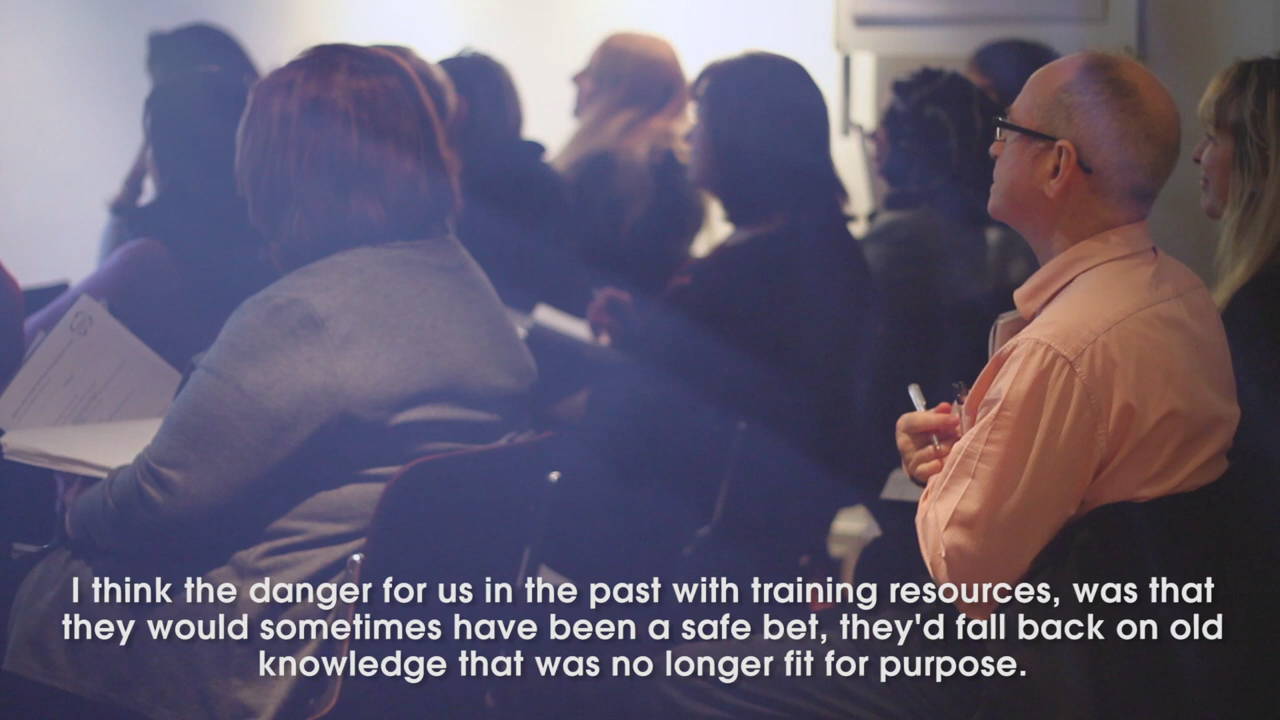 I think the danger for us in the past with training resources, was that
they would sometimes have been a safe bet, they'd fall back on old
knowledge that was no longer fit for purpose.